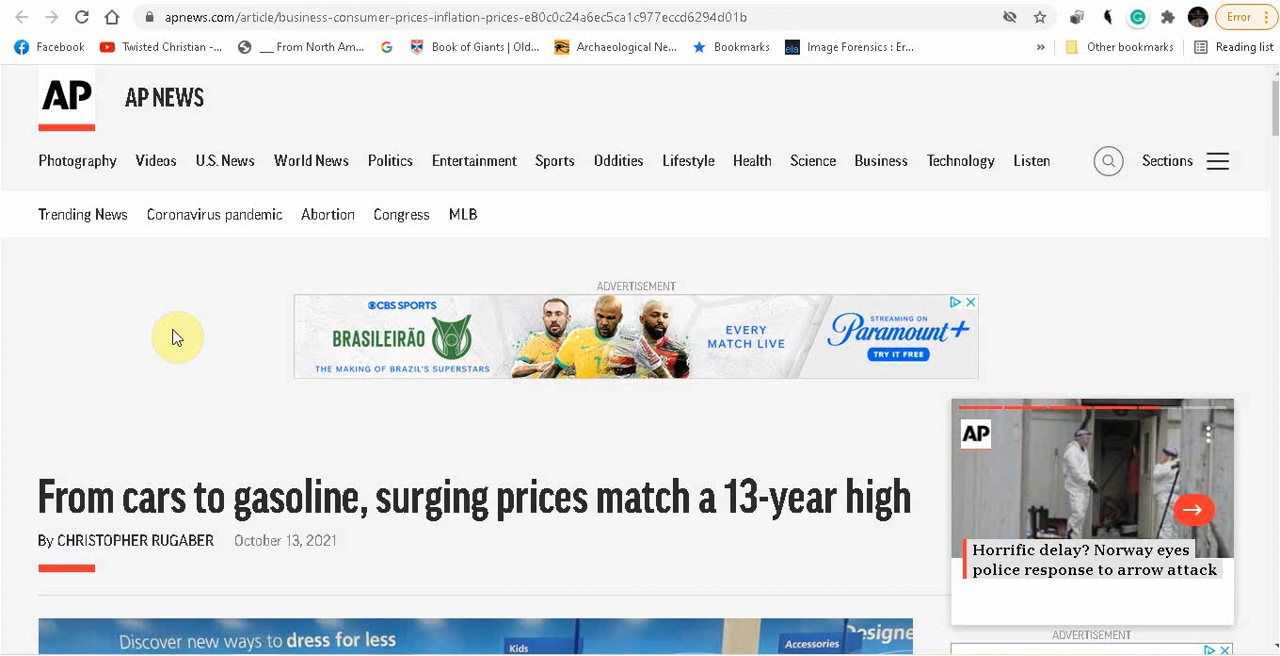 apnews.com/article/business-consumer-prices-inflation-prices-e80c0c24a6ec5ca1c977eccd6294d01b
Error
Facebook
Twisted Christian -...
__ From North Am...
Book of Giants | Old...
Archaeological Ne...
Bookmarks
ela
Image Forensics : Er...
»
Other bookmarks
Reading list
AP
AP NEWS
Photography
Videos
U.S. News
World News
Politics
Entertainment
Sports
Oddities
Lifestyle
Health
Science
Business
Technology
Listen
Sections
Trending News
Coronavirus pandemic
Abortion
Congress
MLB
ADVERTISEMENT
CBS SPORTS
BRASILEIRÃO
THE MAKING OF BRAZIL'S SUPERSTARS
EVERY
MATCH LIVE
STREAMING ON
Paramount+
TRY IT FREE
AP
From cars to gasoline, surging prices match a 13-year high
By CHRISTOPHER RUGABER October 13, 2021
Horrific delay? Norway eyes
police response to arrow attack
ADVERTISEMENT
Discover new ways to dress for less
Kids
Accessories